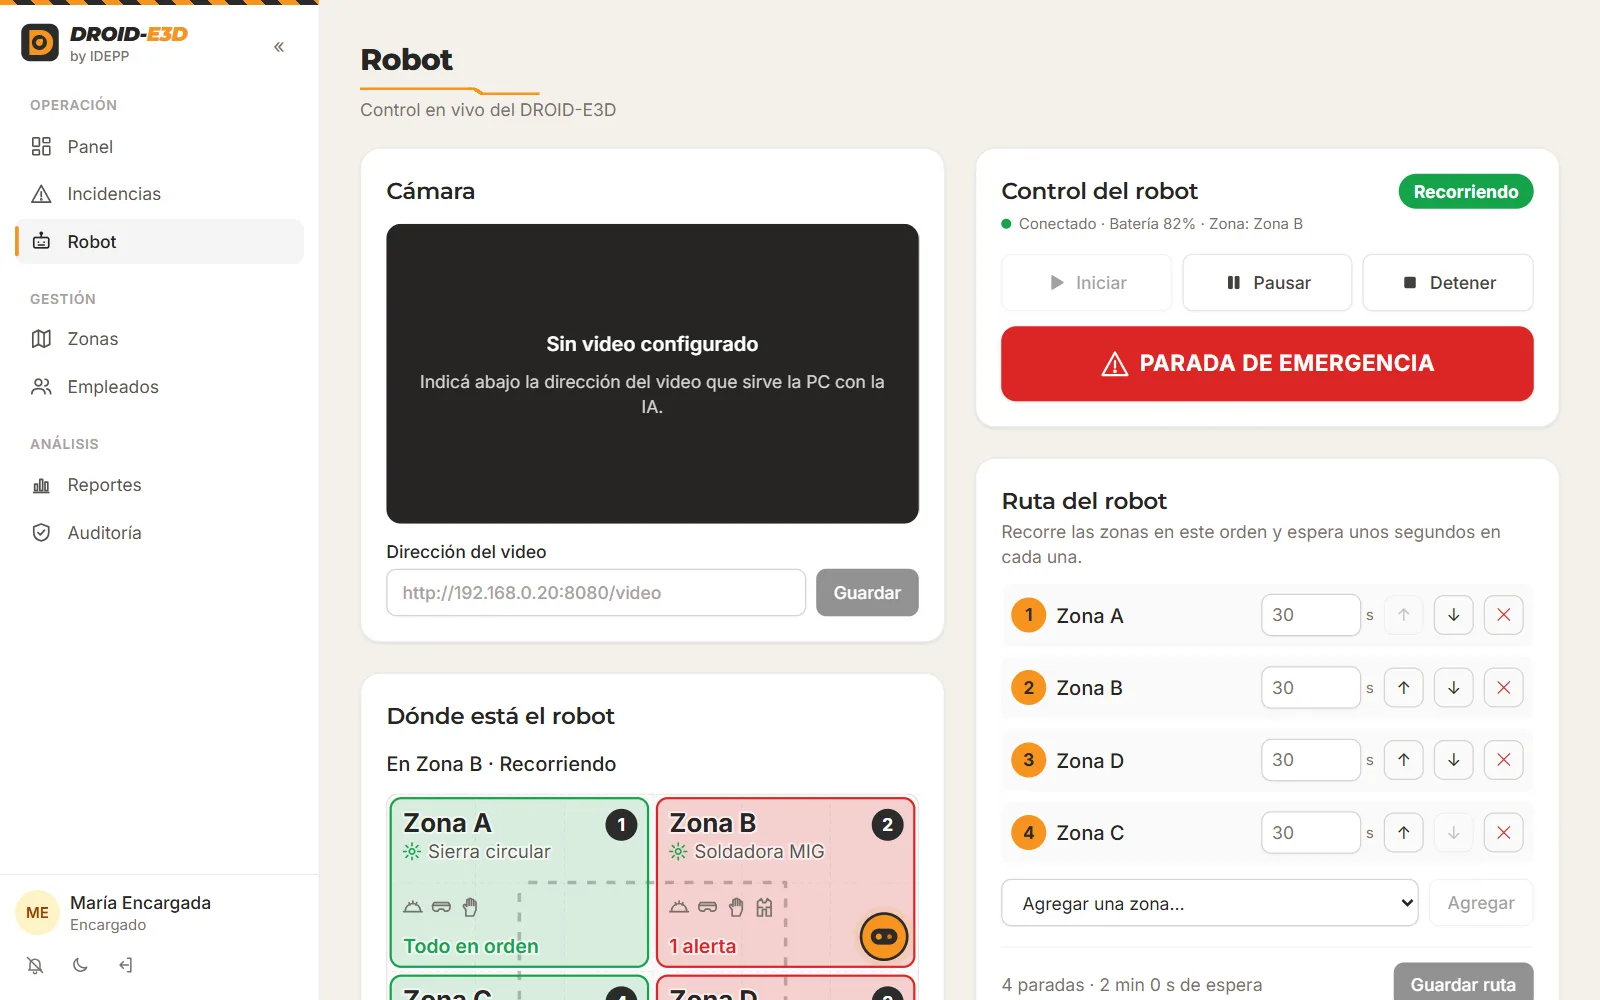 DROID-E3D
by IDEPP
«
OPERACIÓN
Panel
Incidencias
Robot
GESTIÓN
Zonas
Empleados
ANÁLISIS
Reportes
Auditoría
ME
María Encargada
Encargado
Robot
Control en vivo del DROID-E3D
Cámara
Sin video configurado
Indicá abajo la dirección del video que sirve la PC con la
IA.
Dirección del video
http://192.168.0.20:8080/video
Guardar
Dónde está el robot
En Zona B · Recorriendo
Zona A
1
Sierra circular
Todo en orden
Zona B
2
Soldadora MIG
1 alerta
Zona C
4
Zona D
3
Control del robot
Recorriendo
Conectado · Batería 82% · Zona: Zona B
Iniciar
Pausar
Detener
PARADA DE EMERGENCIA
Ruta del robot
Recorre las zonas en este orden y espera unos segundos en
cada una.
1 Zona A 30 s ↑ ↓ ×
2 Zona B 30 s ↑ ↓ ×
3 Zona D 30 s ↑ ↓ ×
4 Zona C 30 s ↑ ↓ ×
Agregar una zona...
Agregar
4 paradas · 2 min 0 s de espera
Guardar ruta